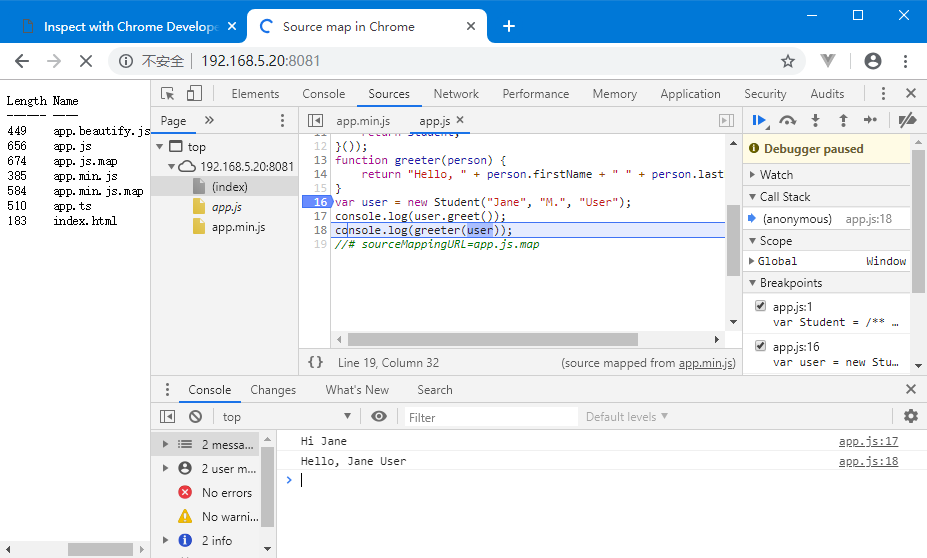 Inspect with Chrome Develope
Source map in Chrome
不安全 192.168.5.20:8081
Length Name
------ ----
449 app.beautify.js
656 app.js
674 app.js.map
385 app.min.js
584 app.min.js.map
510 app.ts
183 index.html
Elements Console Sources Network Performance Memory Application Security Audits
Page »
top
192.168.5.20:8081
(index)
app.js
app.min.js
app.min.js app.js
12 }());
13 function greeter(person) {
14 return "Hello, " + person.firstName + " " + person.last
15 }
16 var user = new Student("Jane", "M.", "User");
17 console.log(user.greet());
18 console.log(greeter(user));
19 //# sourceMappingURL=app.js.map
{} Line 19, Column 32 (source mapped from app.min.js)
Debugger paused
Watch
Call Stack
(anonymous) app.js:18
Scope
Global Window
Breakpoints
app.js:1
var Student = /** …
app.js:16
var user = new Stu…
Console Changes What's New Search
top Filter Default levels
2 messa…
2 user m…
No errors
No warni…
2 info
Hi Jane app.js:17
Hello, Jane User app.js:18
>